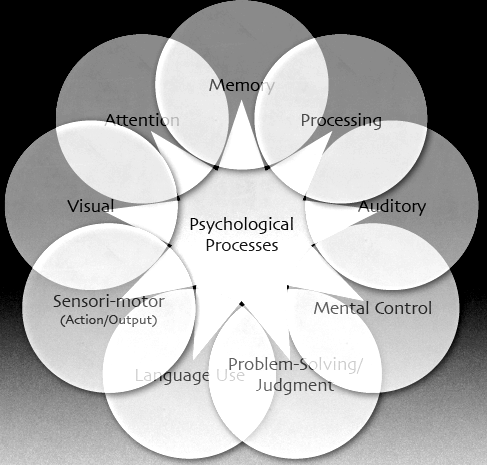 Memory
Attention
Processing
Visual
Auditory
Psychological
Processes
Sensori-motor
(Action/Output)
Mental Control
Language Use
Problem-Solving/
Judgment